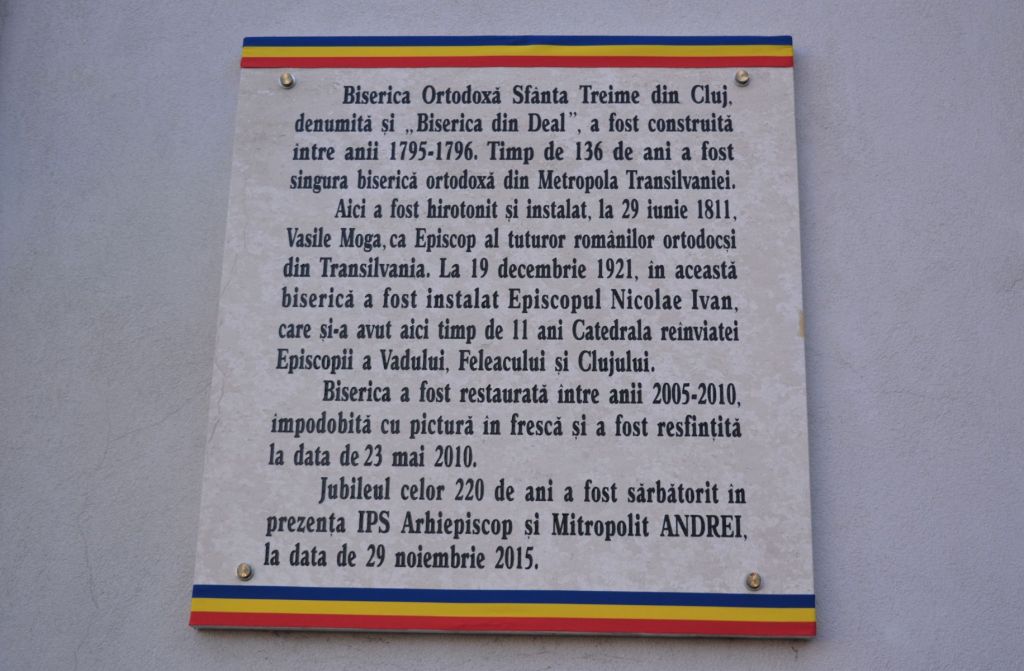 Biserica Ortodoxă Sfânta Treime din Cluj,
denumită și „Biserica din Deal”, a fost construită
între anii 1795-1796. Timp de 136 de ani a fost
singura biserică ortodoxă din Metropola Transilvaniei.
Aici a fost hirotonit și instalat, la 29 iunie 1811,
Vasile Moga, ca Episcop al tuturor românilor ortodocși
din Transilvania. La 19 decembrie 1921, în această
biserică a fost instalat Episcopul Nicolae Ivan,
care și-a avut aici timp de 11 ani Catedrala reînviatei
Episcopii a Vadului, Feleacului și Clujului.
Biserica a fost restaurată între anii 2005-2010,
împodobită cu pictură în frescă și a fost resfințită
la data de 23 mai 2010.
Jubileul celor 220 de ani a fost sărbătorit în
prezența IPS Arhiepiscop și Mitropolit ANDREI,
la data de 29 noiembrie 2015.